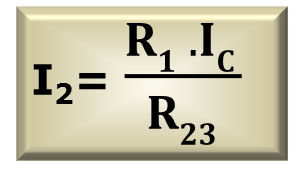 I₂ = R₁ .I_C / R₂₃